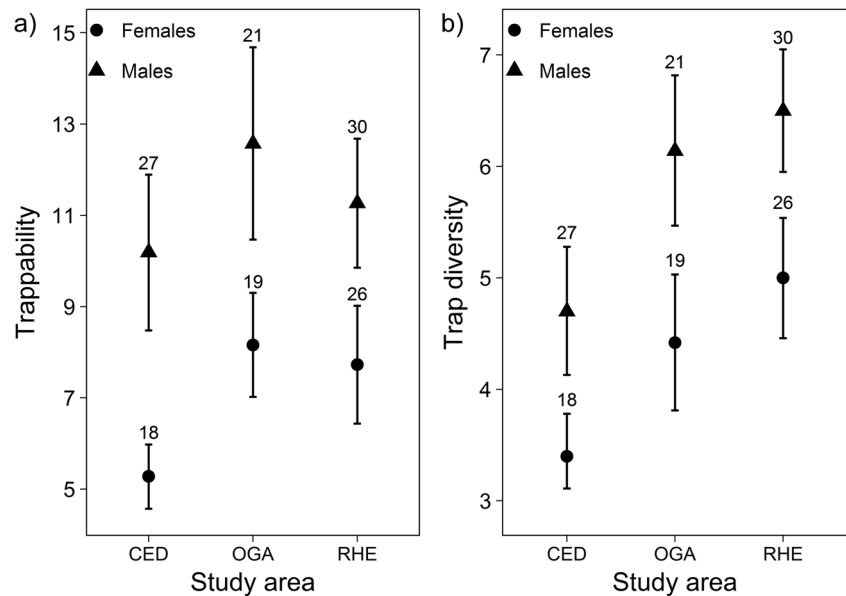 a)
Females
Males
15
13
11
9
7
5
Trappability
27
21
30
18
19
26
CED OGA RHE
Study area
b)
Females
Males
7
6
5
4
3
Trap diversity
27
21
30
18
19
26
CED OGA RHE
Study area